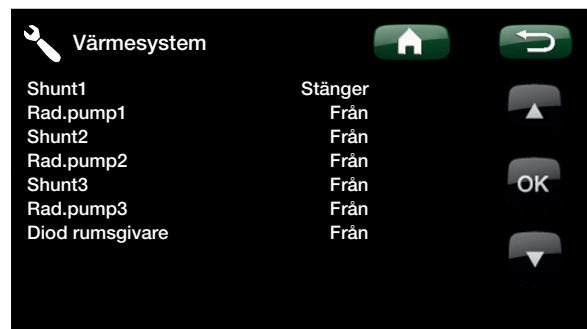 Värmesystem
Shunt1 Stänger
Rad.pump1 Från
Shunt2 Från
Rad.pump2 Från
Shunt3 Från
Rad.pump3 Från
Diod rumsgivare Från
OK